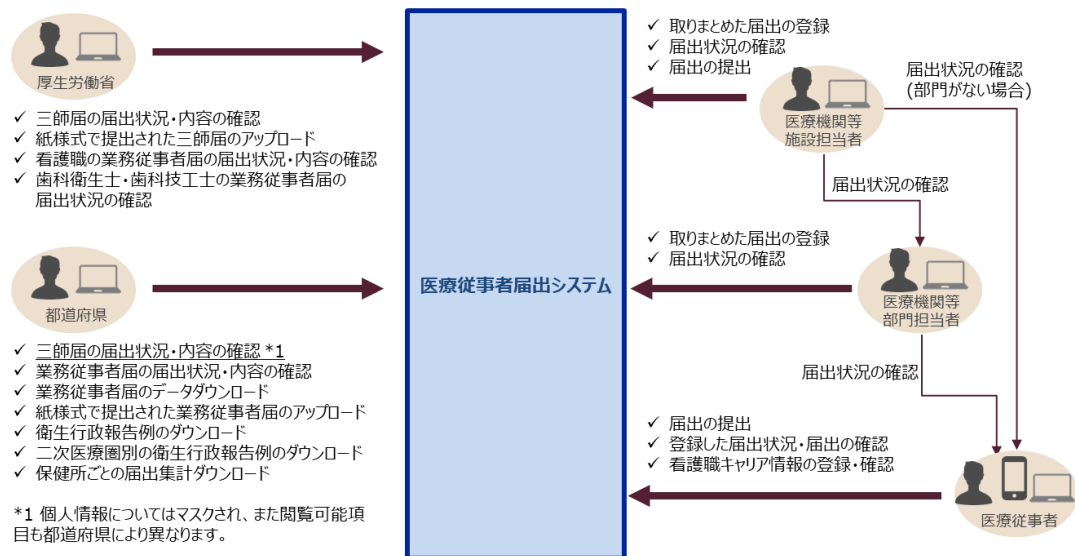 厚生労働省
✓ 三師届の届出状況・内容の確認
✓ 紙様式で提出された三師届のアップロード
✓ 看護職の業務従事者届の届出状況・内容の確認
✓ 歯科衛生士・歯科技工士の業務従事者届の
届出状況の確認
都道府県
✓ 三師届の届出状況・内容の確認 *1
✓ 業務従事者届の届出状況・内容の確認
✓ 業務従事者届のデータダウンロード
✓ 紙様式で提出された業務従事者届のアップロード
✓ 衛生行政報告例のダウンロード
✓ 二次医療圏別の衛生行政報告例のダウンロード
✓ 保健所ごとの届出集計ダウンロード
*1 個人情報についてはマスクされ、また閲覧可能項
目も都道府県により異なります。
医療従事者届出システム
✓ 取りまとめた届出の登録
✓ 届出状況の確認
✓ 届出の提出
医療機関等
施設担当者
届出状況の確認
(部門がない場合)
届出状況の確認
✓ 取りまとめた届出の登録
✓ 届出状況の確認
医療機関等
部門担当者
届出状況の確認
✓ 届出の提出
✓ 登録した届出状況・届出の確認
✓ 看護職キャリア情報の登録・確認
医療従事者